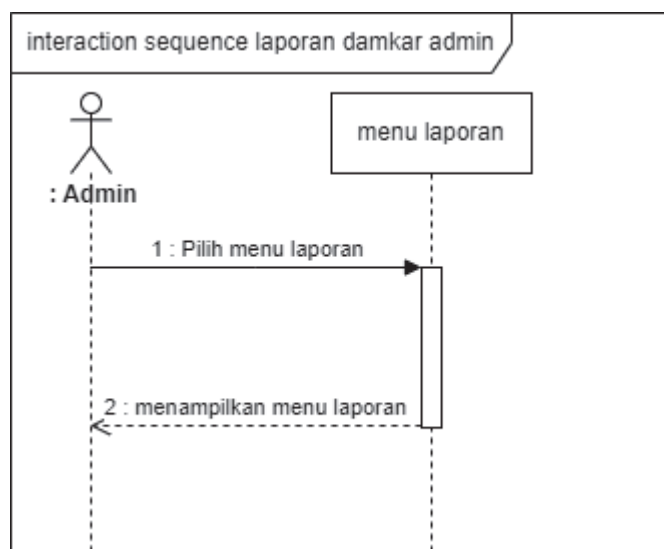 interaction sequence laporan damkar admin
menu laporan
: Admin
1 : Pilih menu laporan
2 : menampilkan menu laporan